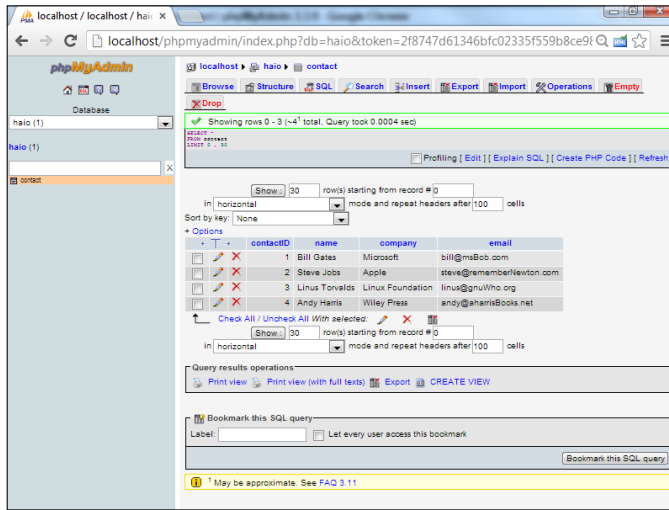 localhost / localhost / hai
localhost/phpmyadmin/index.php?db=haio&token=2f8747d61346bfc02335f559b8ce98
phpMyAdmin
Database
haio (1)
haio (1)
X
contact
localhost ▸ haio ▸ contact
Browse Structure SQL Search Insert Export Import Operations Empty
Drop
Showing rows 0 - 3 (~4¹ total, Query took 0.0004 sec)
SELECT *
FROM contact
LIMIT 0 , 30
Profiling [ Edit ] [ Explain SQL ] [ Create PHP Code ] [ Refresh
Show : 30 row(s) starting from record # 0
in horizontal mode and repeat headers after 100 cells
Sort by key: None
+ Options
← T → contactID name company email
1 Bill Gates Microsoft bill@msBob.com
2 Steve Jobs Apple steve@rememberNewton.com
3 Linus Torvalds Linux Foundation linus@gnuWho.org
4 Andy Harris Wiley Press andy@aharrisBooks.net
Check All / Uncheck All With selected:
Show : 30 row(s) starting from record # 0
in horizontal mode and repeat headers after 100 cells
Query results operations
Print view Print view (with full texts) Export CREATE VIEW
Bookmark this SQL query
Label: Let every user access this bookmark
Bookmark this SQL query
¹ May be approximate. See FAQ 3.11